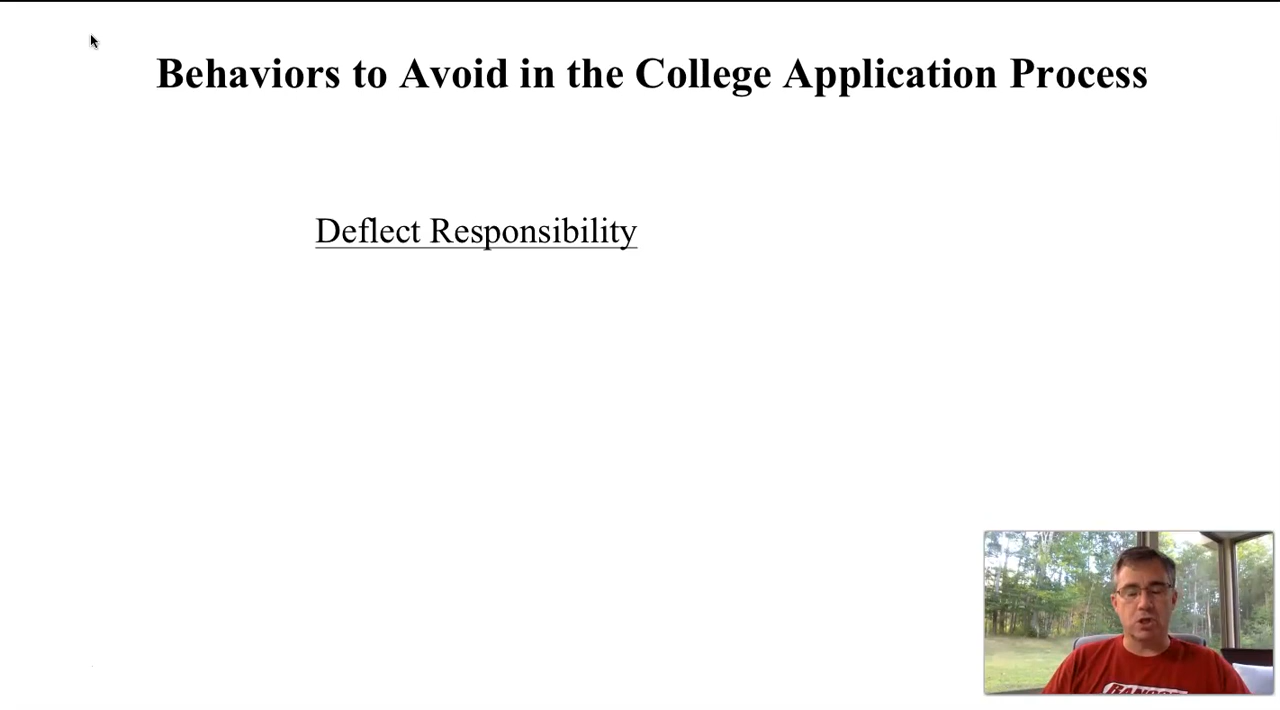 Behaviors to Avoid in the College Application Process
Deflect Responsibility